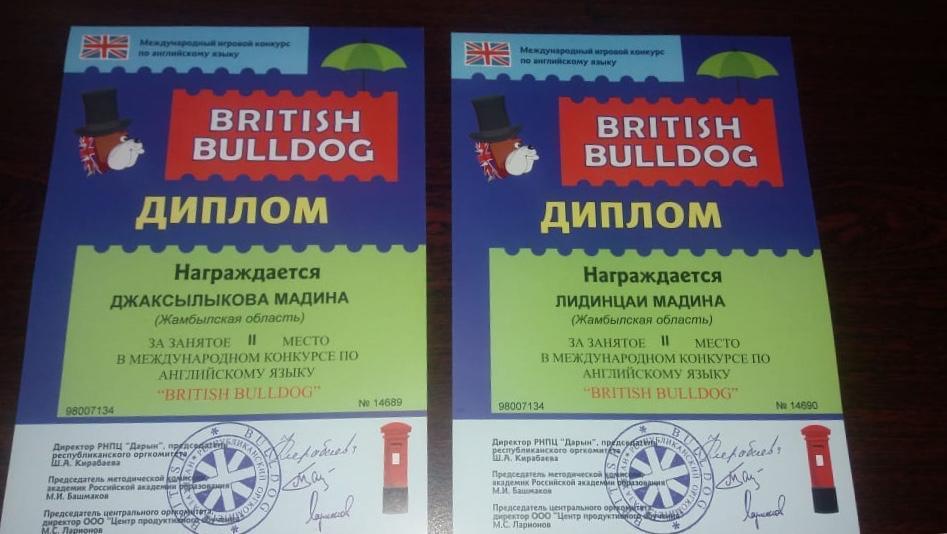 Международный игровой конкурс
по английскому языку
BRITISH
BULLDOG
ДИПЛОМ
Награждается
ДЖАКСЫЛЫКОВА МАДИНА
(Жамбылская область)
ЗА ЗАНЯТОЕ II МЕСТО
В МЕЖДУНАРОДНОМ КОНКУРСЕ ПО
АНГЛИЙСКОМУ ЯЗЫКУ
"BRITISH BULLDOG"
98007134
№ 14689
Директор РНПЦ "Дарын", председатель
республиканского оргкомитета
Ш.А. Кирабаева
Председатель методической комиссии,
академик Российской академии образования
М.И. Башмаков
Председатель центрального оргкомитета,
директор ООО "Центр продуктивного обучения"
М.С. Ларионов
Международный игровой конкурс
по английскому языку
BRITISH
BULLDOG
ДИПЛОМ
Награждается
ЛИДИНЦАИ МАДИНА
(Жамбылская область)
ЗА ЗАНЯТОЕ II МЕСТО
В МЕЖДУНАРОДНОМ КОНКУРСЕ ПО
АНГЛИЙСКОМУ ЯЗЫКУ
"BRITISH BULLDOG"
98007134
№ 14690
Директор РНПЦ "Дарын", председатель
республиканского оргкомитета
Ш.А. Кирабаева
Председатель методической комиссии,
академик Российской академии образования
М.И. Башмаков
Председатель центрального оргкомитета,
директор ООО "Центр продуктивного обучения"
М.С. Ларионов